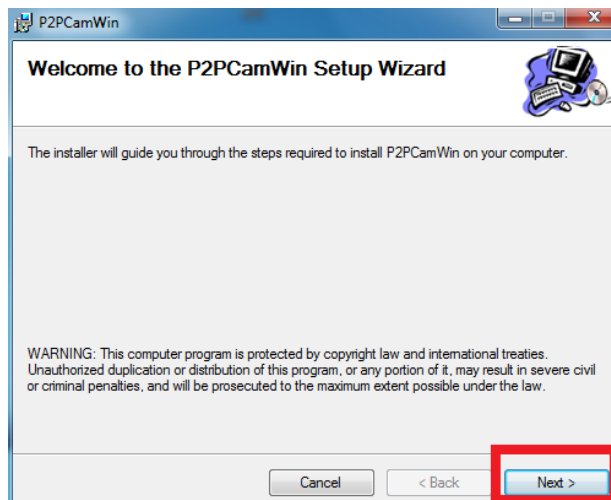 P2PCamWin
Welcome to the P2PCamWin Setup Wizard
The installer will guide you through the steps required to install P2PCamWin on your computer.
WARNING: This computer program is protected by copyright law and international treaties.
Unauthorized duplication or distribution of this program, or any portion of it, may result in severe civil
or criminal penalties, and will be prosecuted to the maximum extent possible under the law.
Cancel
< Back
Next >